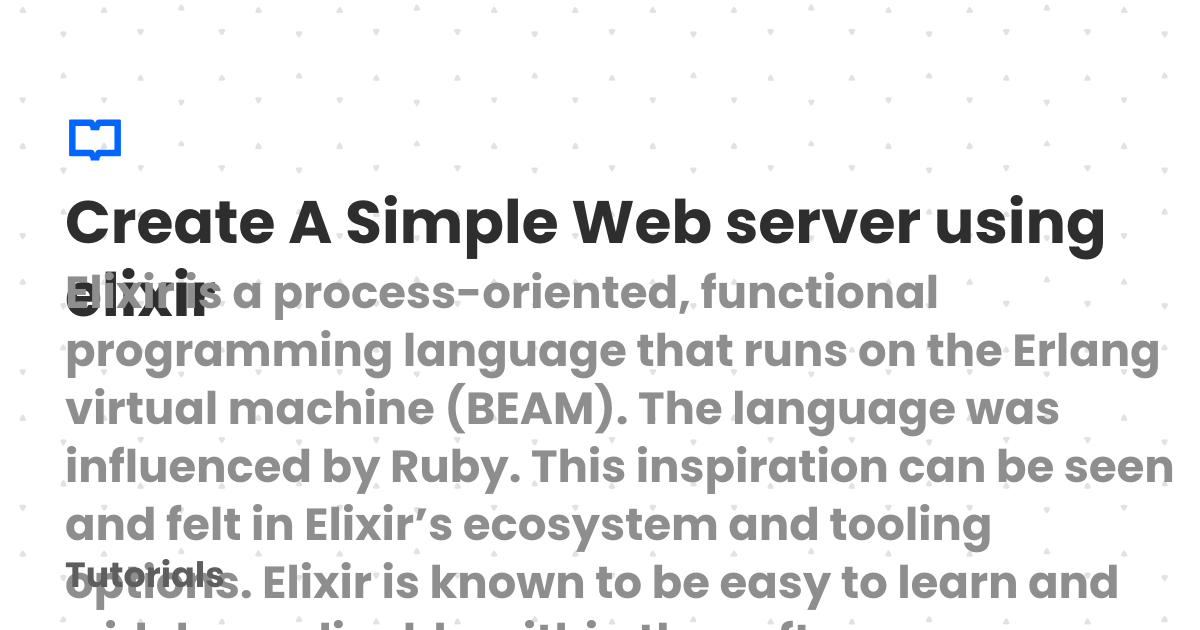 Create A Simple Web server using
elixir
Elixir is a process-oriented, functional
programming language that runs on the Erlang
virtual machine (BEAM). The language was
influenced by Ruby. This inspiration can be seen
and felt in Elixir’s ecosystem and tooling
Tutorials
options. Elixir is known to be easy to learn and